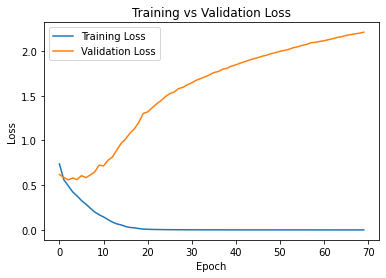 Training vs Validation Loss
Training Loss
Validation Loss
2.0
1.5
1.0
0.5
0.0
Loss
0 10 20 30 40 50 60 70
Epoch